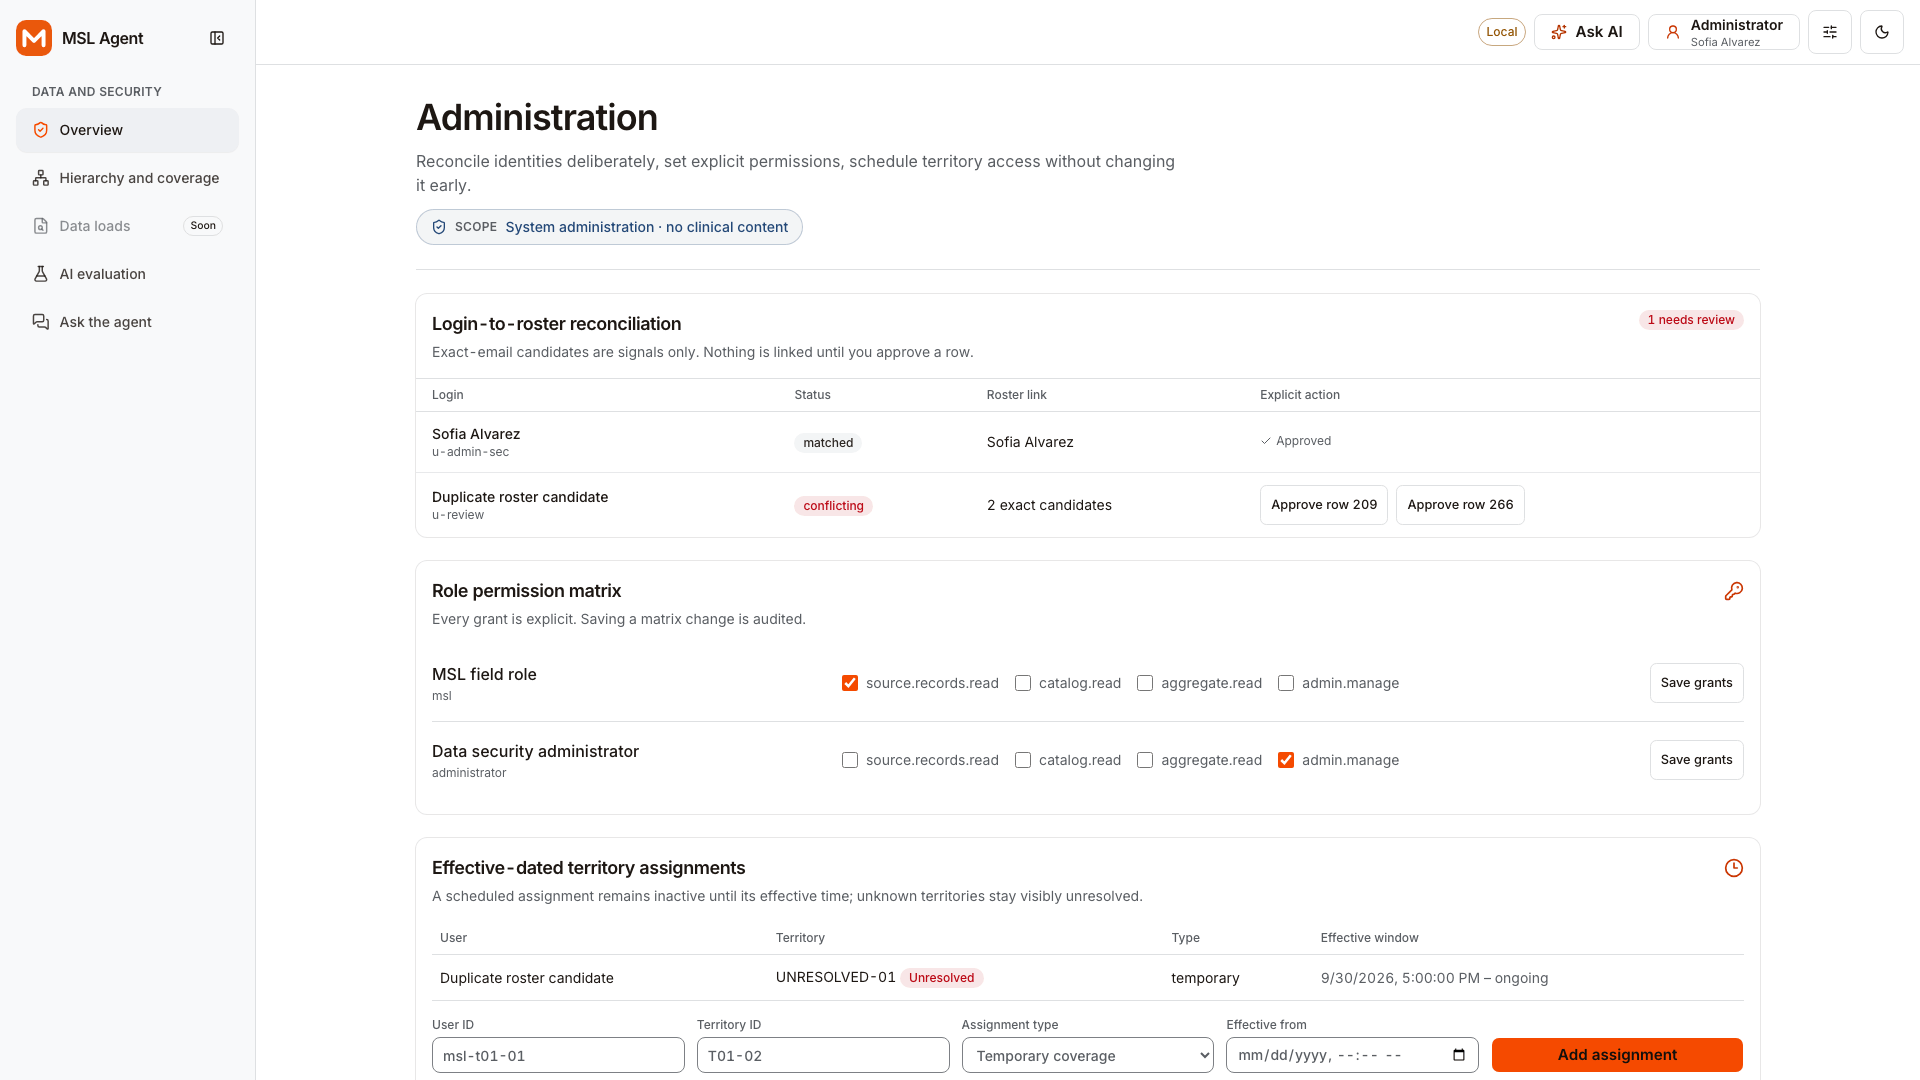 MSL Agent
Local
Ask AI
Administrator
Sofia Alvarez
DATA AND SECURITY
Overview
Hierarchy and coverage
Data loads
Soon
AI evaluation
Ask the agent
Administration
Reconcile identities deliberately, set explicit permissions, schedule territory access without changing
it early.
SCOPE System administration · no clinical content
Login-to-roster reconciliation
1 needs review
Exact-email candidates are signals only. Nothing is linked until you approve a row.
Login Status Roster link Explicit action
Sofia Alvarez
u-admin-sec
matched
Sofia Alvarez
Approved
Duplicate roster candidate
u-review
conflicting
2 exact candidates
Approve row 209
Approve row 266
Role permission matrix
Every grant is explicit. Saving a matrix change is audited.
MSL field role
msl
source.records.read catalog.read aggregate.read admin.manage
Save grants
Data security administrator
administrator
source.records.read catalog.read aggregate.read admin.manage
Save grants
Effective-dated territory assignments
A scheduled assignment remains inactive until its effective time; unknown territories stay visibly unresolved.
User Territory Type Effective window
Duplicate roster candidate UNRESOLVED-01 Unresolved temporary 9/30/2026, 5:00:00 PM – ongoing
User ID Territory ID Assignment type Effective from
msl-t01-01 T01-02 Temporary coverage mm/dd/yyyy, --:-- -- Add assignment